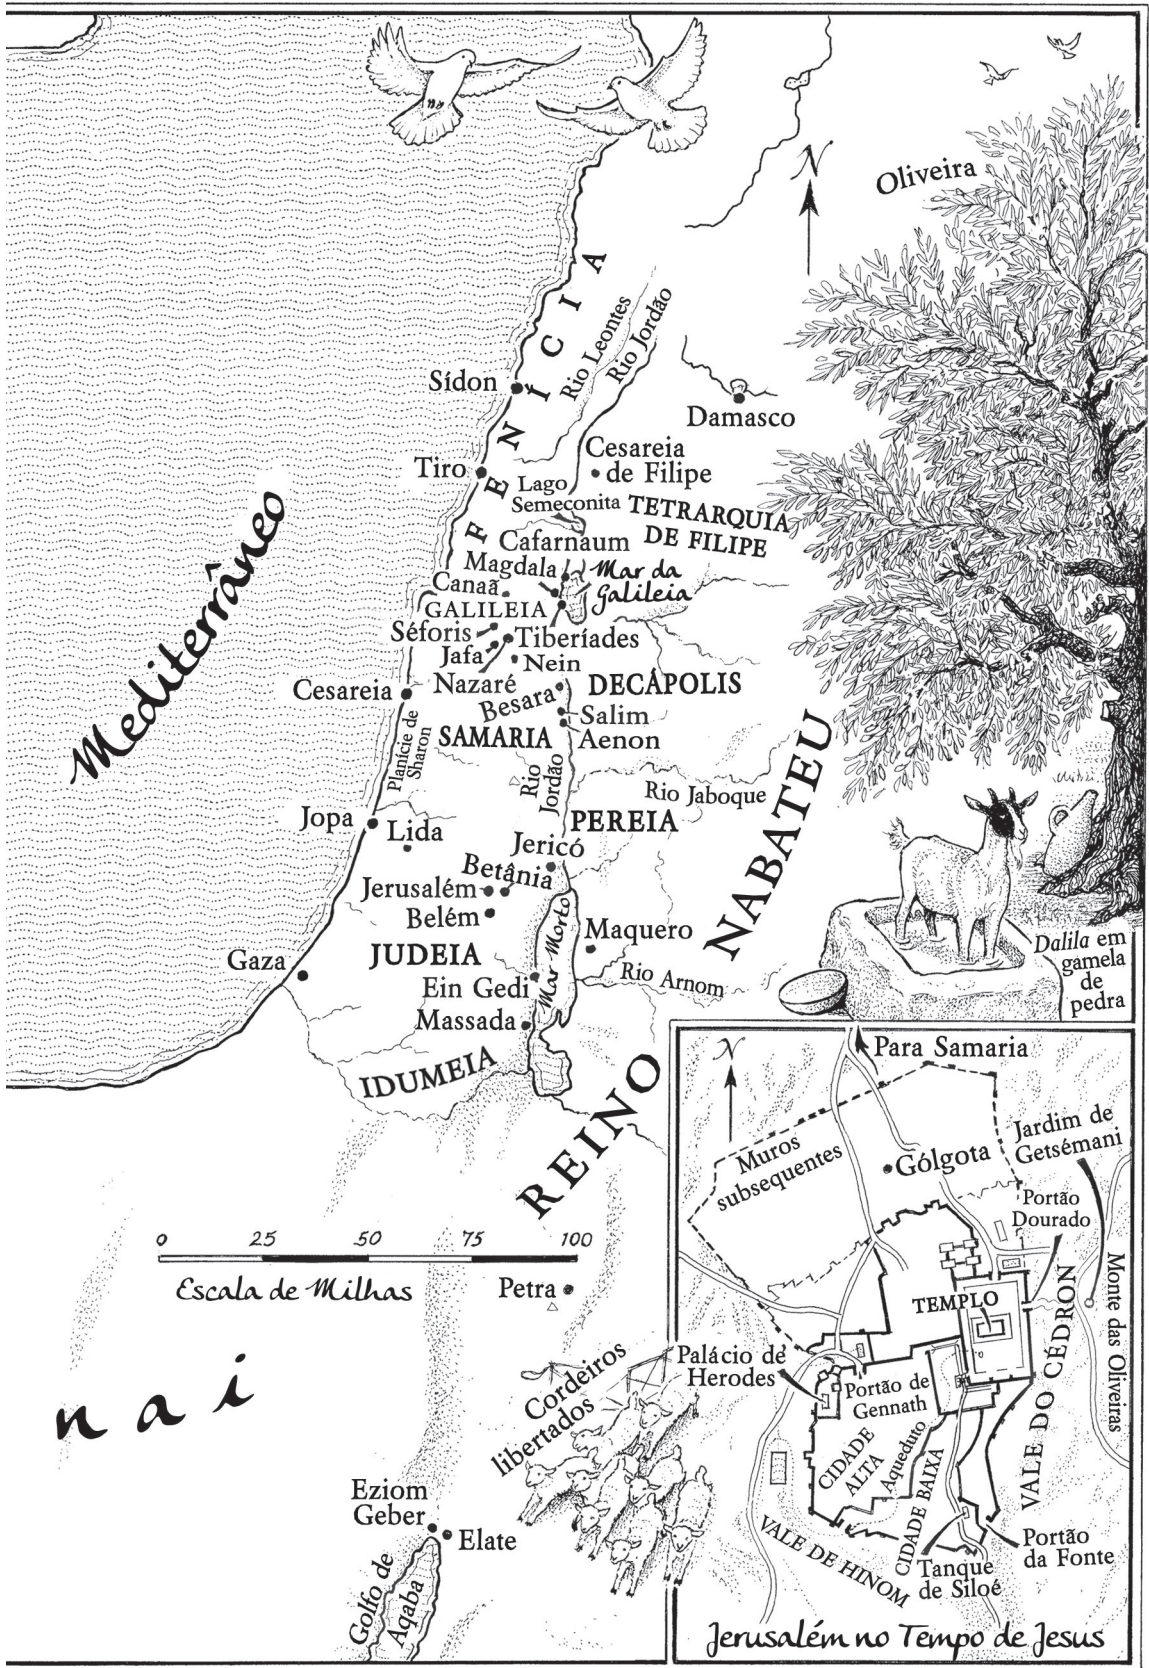 N
Oliveira
FENÍCIA
Rio Leontes
Rio Jordão
Sídon
Damasco
Cesareia
de Filipe
Tiro
Lago
Semeconita
TETRARQUIA
DE FILIPE
Mediterrâneo
Cafarnaum
Magdala
Mar da
Galileia
Canaã
GALILEIA
Séforis
Tiberíades
Jafa
Nein
Nazaré
Cesareia
Besara
DECÁPOLIS
Salim
SAMARIA
Aenon
Planície de
Sharon
Rio
Jordão
Rio Jaboque
PEREIA
Jopa
Lida
Jericó
Betânia
Jerusalém
Belém
Mar Morto
Maquero
JUDEIA
Gaza
Ein Gedi
Rio Arnom
Massada
IDUMEIA
REINO NABATEU
Dalila em
gamela
de
pedra
0 25 50 75 100
Escala de Milhas
Petra
nai
Cordeiros
libertados
Eziom
Geber
Elate
Golfo de
Aqaba
N
Para Samaria
Muros
subsequentes
Gólgota
Jardim de
Getsémani
Portão
Dourado
TEMPLO
VALE DO CÉDRON
Monte das Oliveiras
Palácio de
Herodes
Portão de
Gennath
CIDADE
ALTA
Aqueduto
CIDADE BAIXA
VALE DE HINOM
Tanque
de Siloé
Portão
da Fonte
Jerusalém no Tempo de Jesus